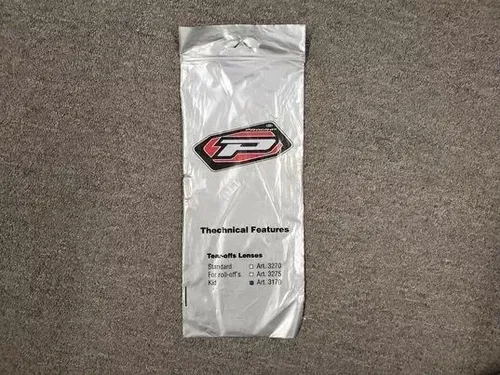 P
Thechnical Features
Tear-offs Lenses
Standard Art. 3270
For roll-off's Art. 3275
Kid Art. 3170